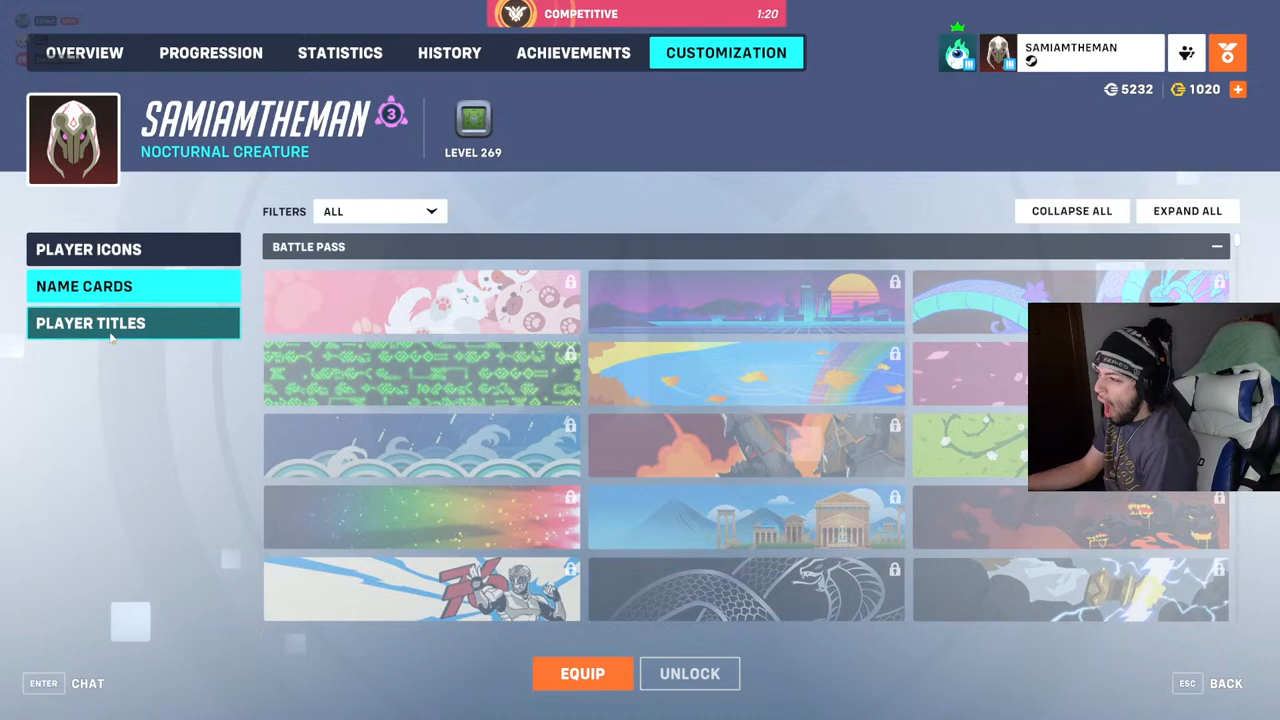 COMPETITIVE 1:20
OVERVIEW PROGRESSION STATISTICS HISTORY ACHIEVEMENTS CUSTOMIZATION
SAMIAMTHEMAN
5232 1020 +
SAMIAMTHEMAN 3
NOCTURNAL CREATURE
LEVEL 269
FILTERS ALL
COLLAPSE ALL EXPAND ALL
PLAYER ICONS
NAME CARDS
PLAYER TITLES
BATTLE PASS
EQUIP UNLOCK
ENTER CHAT
ESC BACK